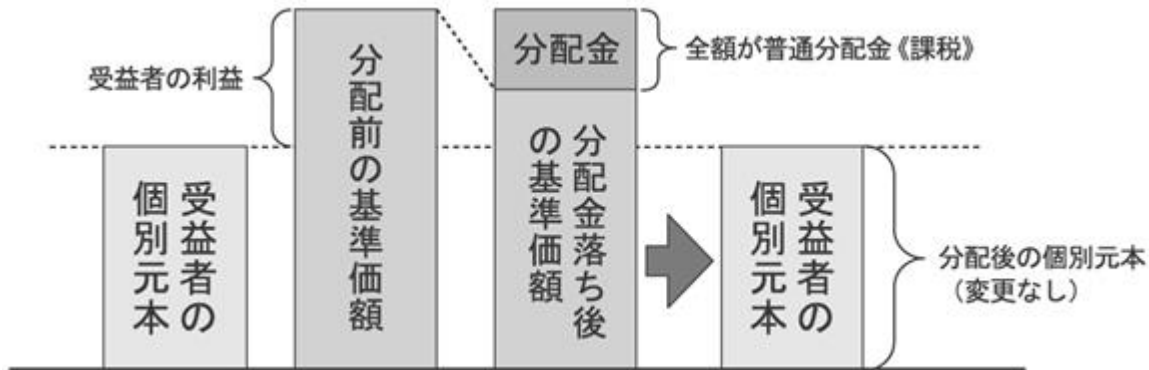 受益者の利益
受益者の
個別元本
分配前の基準価額
分配金
全額が普通分配金《課税》
分配金落ち後
の基準価額
受益者の
個別元本
分配後の個別元本
（変更なし）